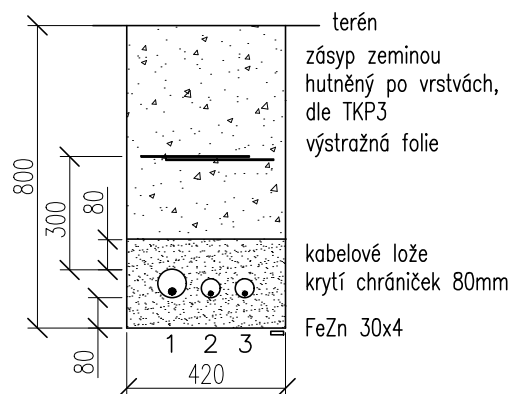 terén
zásyp zeminou
hutněný po vrstvách,
dle TKP3
výstražná folie
800
300
80
kabelové lože
krytí chrániček 80mm
FeZn 30x4
80
1 2 3
420